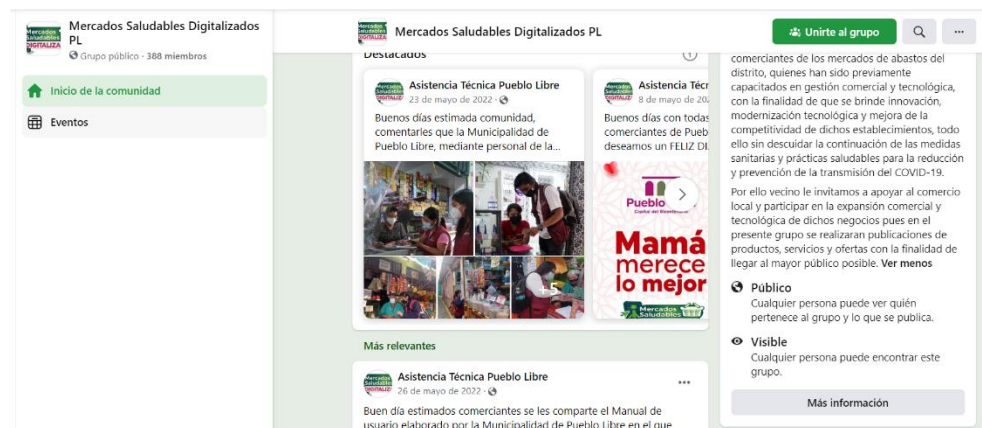 Mercados Saludables Digitalizados
PL
Grupo público · 388 miembros
Inicio de la comunidad
Eventos
Mercados Saludables Digitalizados PL
Unirte al grupo
Destacados
Asistencia Técnica Pueblo Libre
23 de mayo de 2022
Buenos días estimada comunidad,
comentarles que la Municipalidad de
Pueblo Libre, mediante personal de la...
+5
Asistencia Técn
8 de mayo de 20
Buenos días con todas
comerciantes de Pueb
deseamos un FELIZ DI
Pueblo
Mamá
merece
lo mejor
Mercados
Saludables
Más relevantes
Asistencia Técnica Pueblo Libre
26 de mayo de 2022
Buen día estimados comerciantes se les comparte el Manual de
usuario elaborado por la Municipalidad de Pueblo Libre en el que
comerciantes de los mercados de abastos del
distrito, quienes han sido previamente
capacitados en gestión comercial y tecnológica,
con la finalidad de que se brinde innovación,
modernización tecnológica y mejora de la
competitividad de dichos establecimientos, todo
ello sin descuidar la continuación de las medidas
sanitarias y prácticas saludables para la reducción
y prevención de la transmisión del COVID-19.
Por ello vecino le invitamos a apoyar al comercio
local y participar en la expansión comercial y
tecnológica de dichos negocios pues en el
presente grupo se realizaran publicaciones de
productos, servicios y ofertas con la finalidad de
llegar al mayor público posible. Ver menos
Público
Cualquier persona puede ver quién
pertenece al grupo y lo que se publica.
Visible
Cualquier persona puede encontrar este
grupo.
Más información